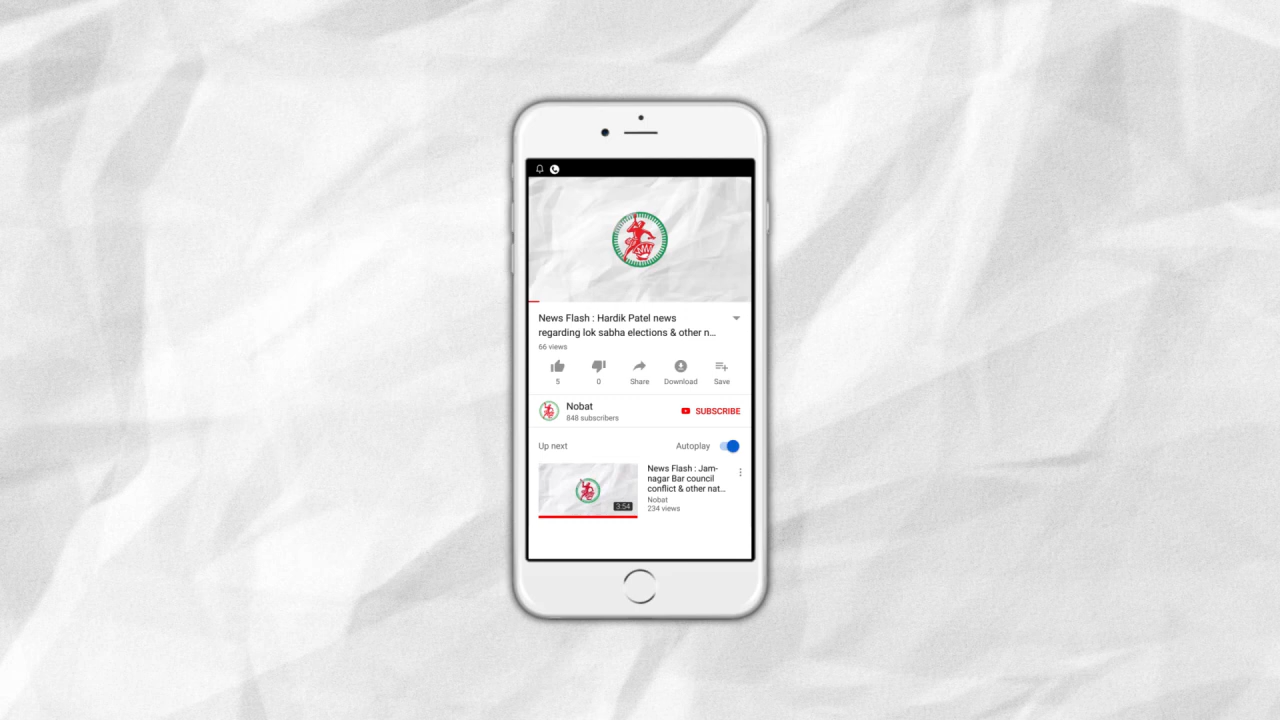 News Flash : Hardik Patel news
regarding lok sabha elections & other n...
66 views
5
0
Share
Download
Save
Nobat
848 subscribers
SUBSCRIBE
Up next
Autoplay
News Flash : Jam-
nagar Bar council
conflict & other nat...
Nobat
234 views
3:54